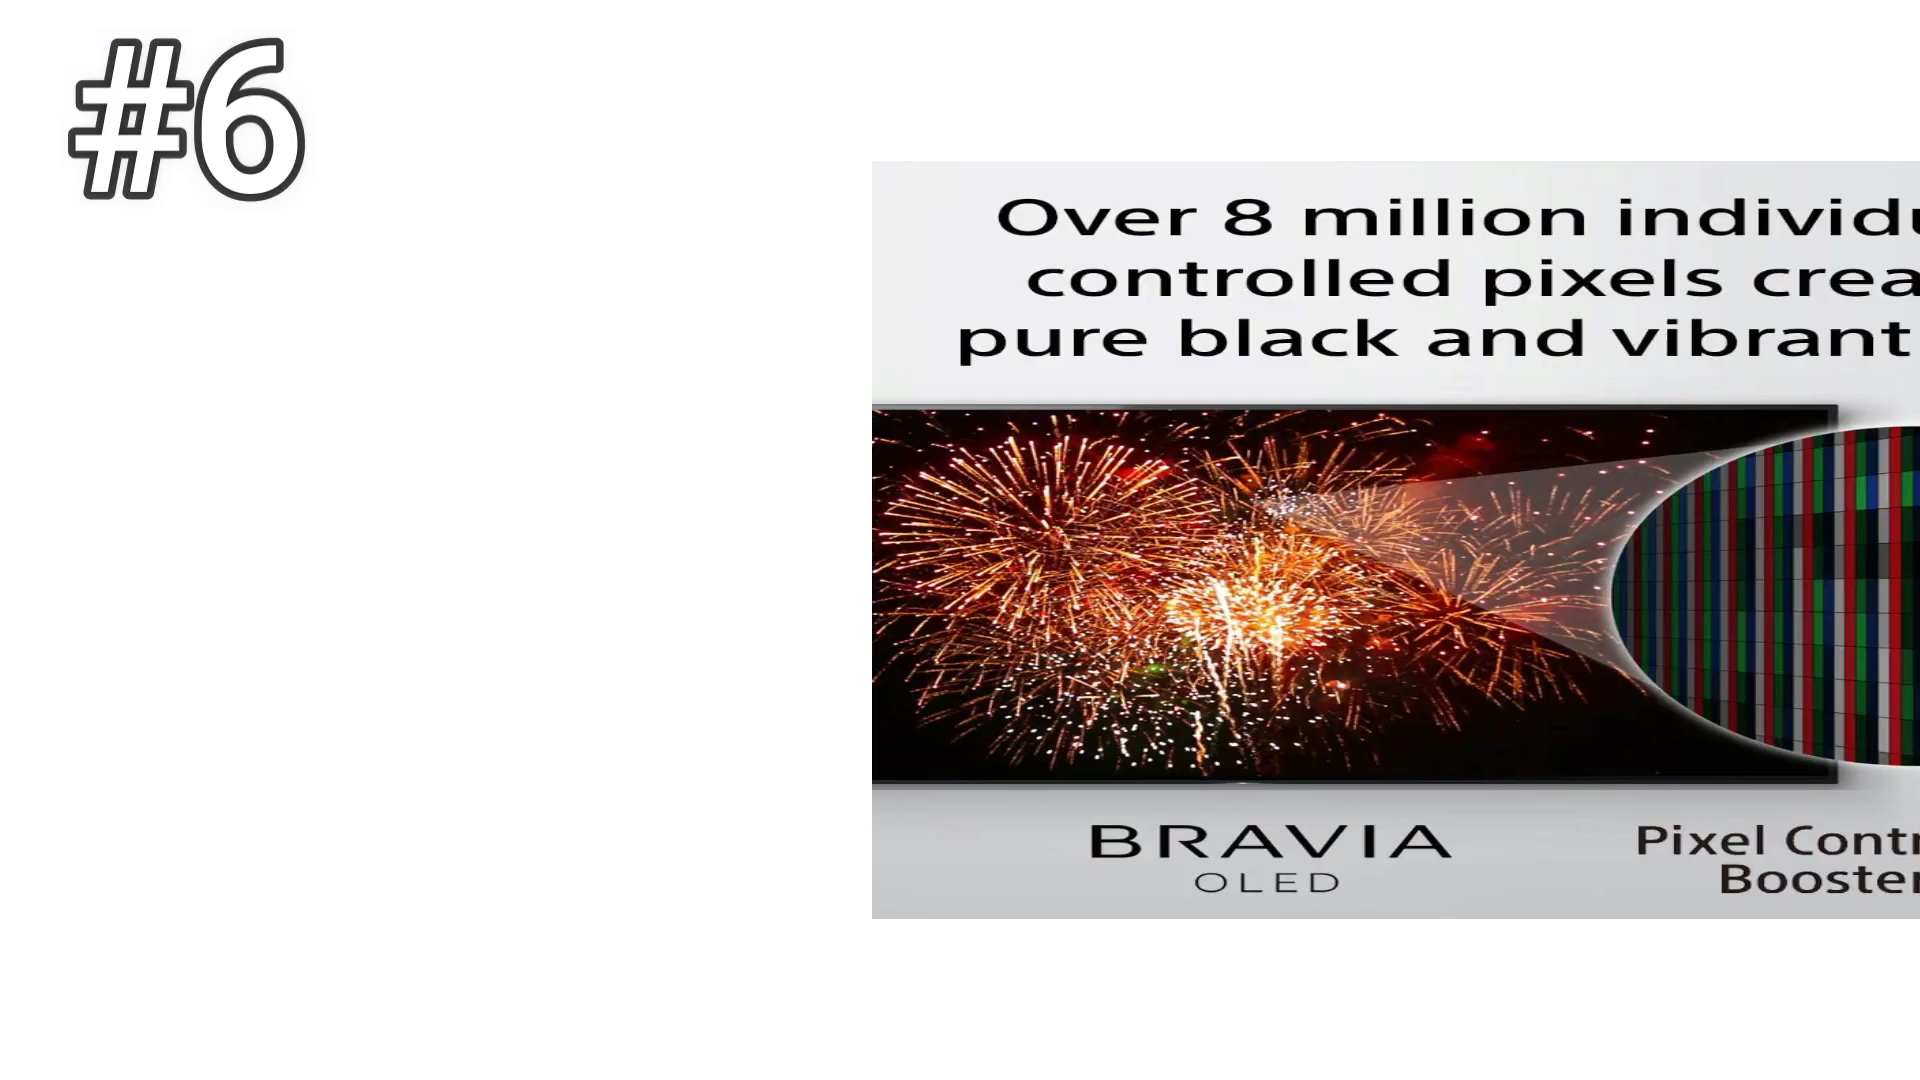 #6
Over 8 million individu
controlled pixels crea
pure black and vibrant
BRAVIA
OLED
Pixel Contr
Booster